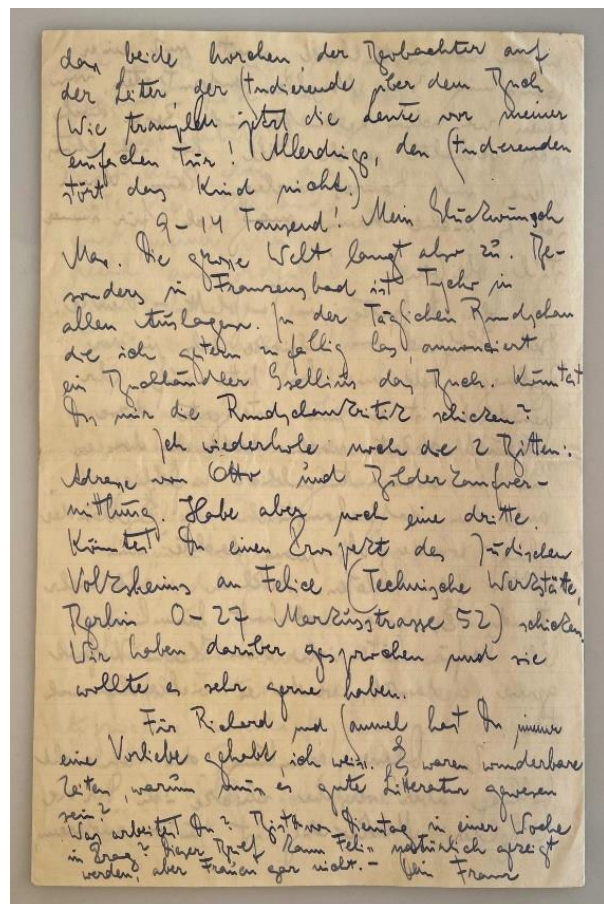 dass beide horchen, der Beobachter auf
der Leiter, der Studierende über dem Buch
(Wie trampeln jetzt die Leute vor meiner
einfachen Tür! Allerdings, den Studierenden
stört das Kind nicht.)
9-14 Tausend! Mein Glückwunsch
Max. Die grosse Welt langt also zu. Be-
sonders in Franzensbad ist Tycho in
allen Auslagen. In der Täglichen Rundschau
die ich gestern zufällig las, annonciert
ein Buchhändler Gsellius das Buch. Könntest
Du mir die Rundschaukritik schicken?
Ich wiederhole noch die 2 Bitten:
Adresse von Otto und Bilderkaufver-
mittlung. Habe aber noch eine dritte.
Könntest Du einen Prospekt des Jüdischen
Volksheims an Felice (Technische Werkstätte,
Berlin O-27 Markusstrasse 52) schicken.
Wir haben darüber gesprochen und sie
wollte es sehr gerne haben.
Für Richard und Samuel hast Du immer
eine Vorliebe gehabt, ich weiss. Es waren wunderbare
Zeiten, warum muss es gute Litteratur gewesen
sein?
Was arbeitest Du? Bist Du Dienstag in einer Woche
in Prag? Dieser Brief kann Felix natürlich gezeigt
werden, aber Frauen gar nicht. - Dein Franz